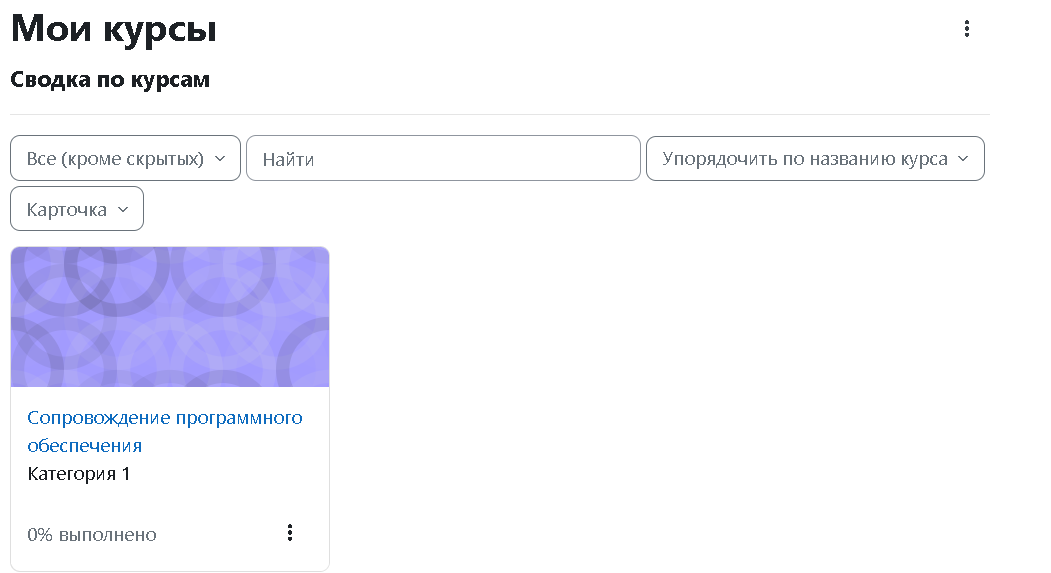 Мои курсы
Сводка по курсам
Все (кроме скрытых)
Найти
Упорядочить по названию курса
Карточка
Сопровождение программного
обеспечения
Категория 1
0% выполнено